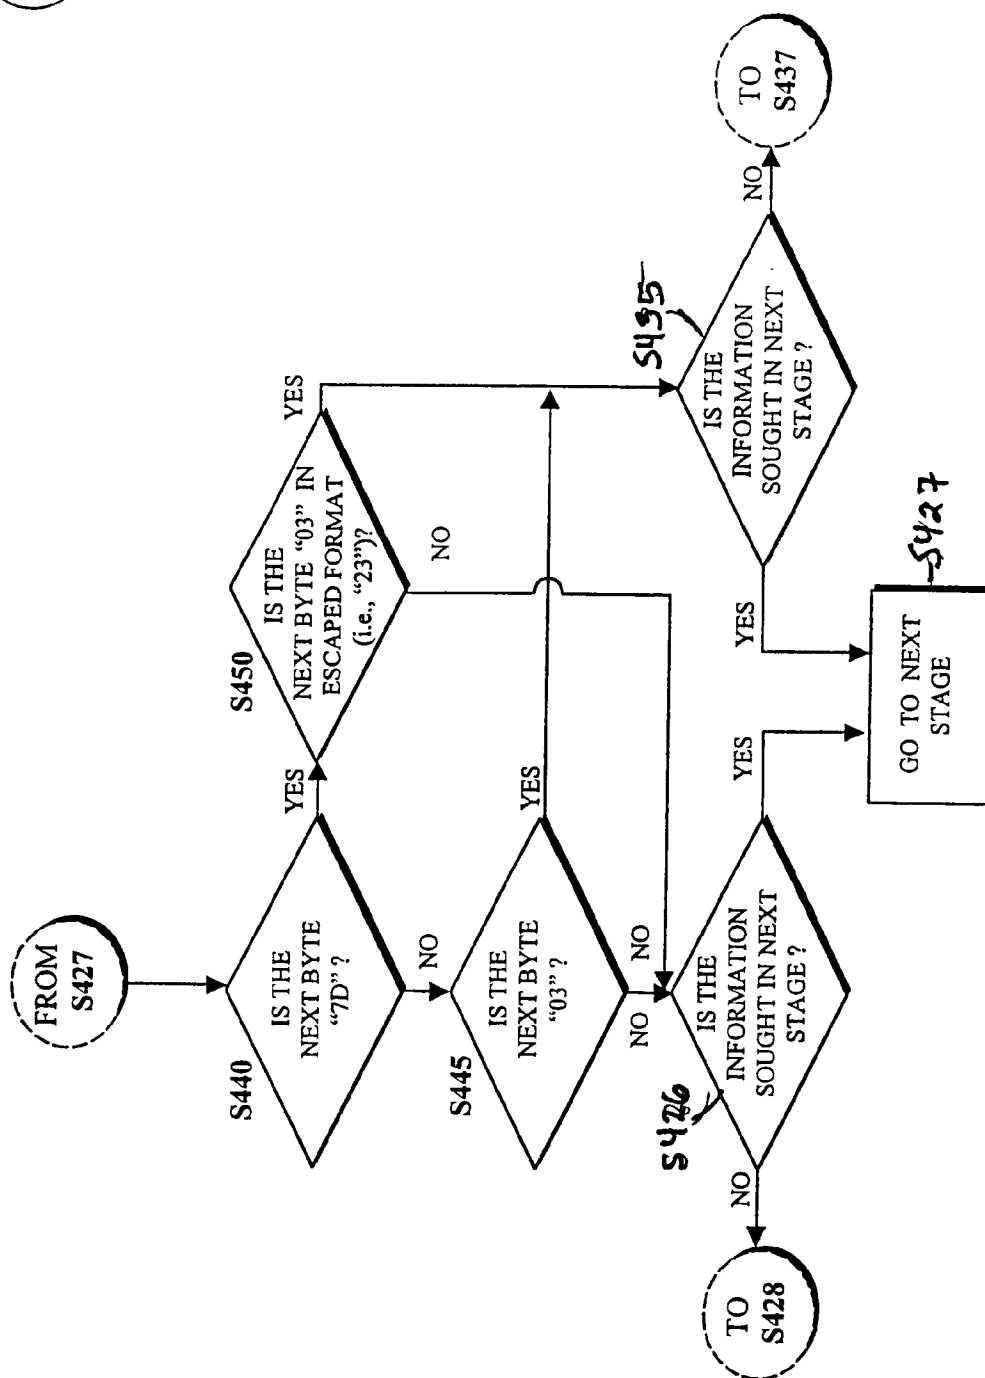 FROM
S427
S440
IS THE
NEXT BYTE
“7D” ?
YES
NO
S450
IS THE
NEXT BYTE “03” IN
ESCAPED FORMAT
(i.e., “23”)?
YES
NO
S445
IS THE
NEXT BYTE
“03” ?
YES
NO
NO
S426
IS THE
INFORMATION
SOUGHT IN NEXT
STAGE ?
NO
YES
TO
S428
S435
IS THE
INFORMATION
SOUGHT IN NEXT
STAGE ?
YES
NO
TO
S437
GO TO NEXT
STAGE
S427